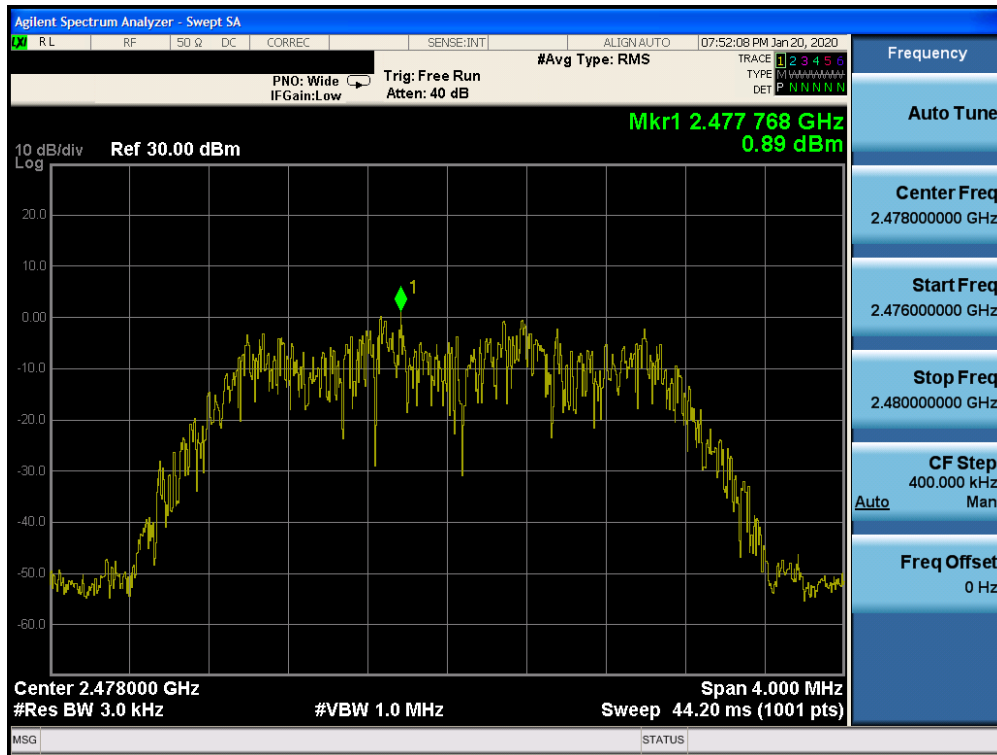 Agilent Spectrum Analyzer - Swept SA
LXI RL RF 50 Ω DC CORREC SENSE:INT ALIGN AUTO 07:52:08 PM Jan 20, 2020
Frequency
#Avg Type: RMS
TRACE 1 2 3 4 5 6
PNO: Wide Trig: Free Run
TYPE M
IFGain:Low Atten: 40 dB
DET P N N N N N
Auto Tune
Mkr1 2.477 768 GHz
0.89 dBm
10 dB/div Ref 30.00 dBm
Log
20.0
10.0
0.00
-10.0
-20.0
-30.0
-40.0
-50.0
-60.0
1
Center Freq
2.478000000 GHz
Start Freq
2.476000000 GHz
Stop Freq
2.480000000 GHz
CF Step
400.000 kHz
Auto Man
Freq Offset
0 Hz
Center 2.478000 GHz Span 4.000 MHz
#Res BW 3.0 kHz #VBW 1.0 MHz Sweep 44.20 ms (1001 pts)
MSG STATUS